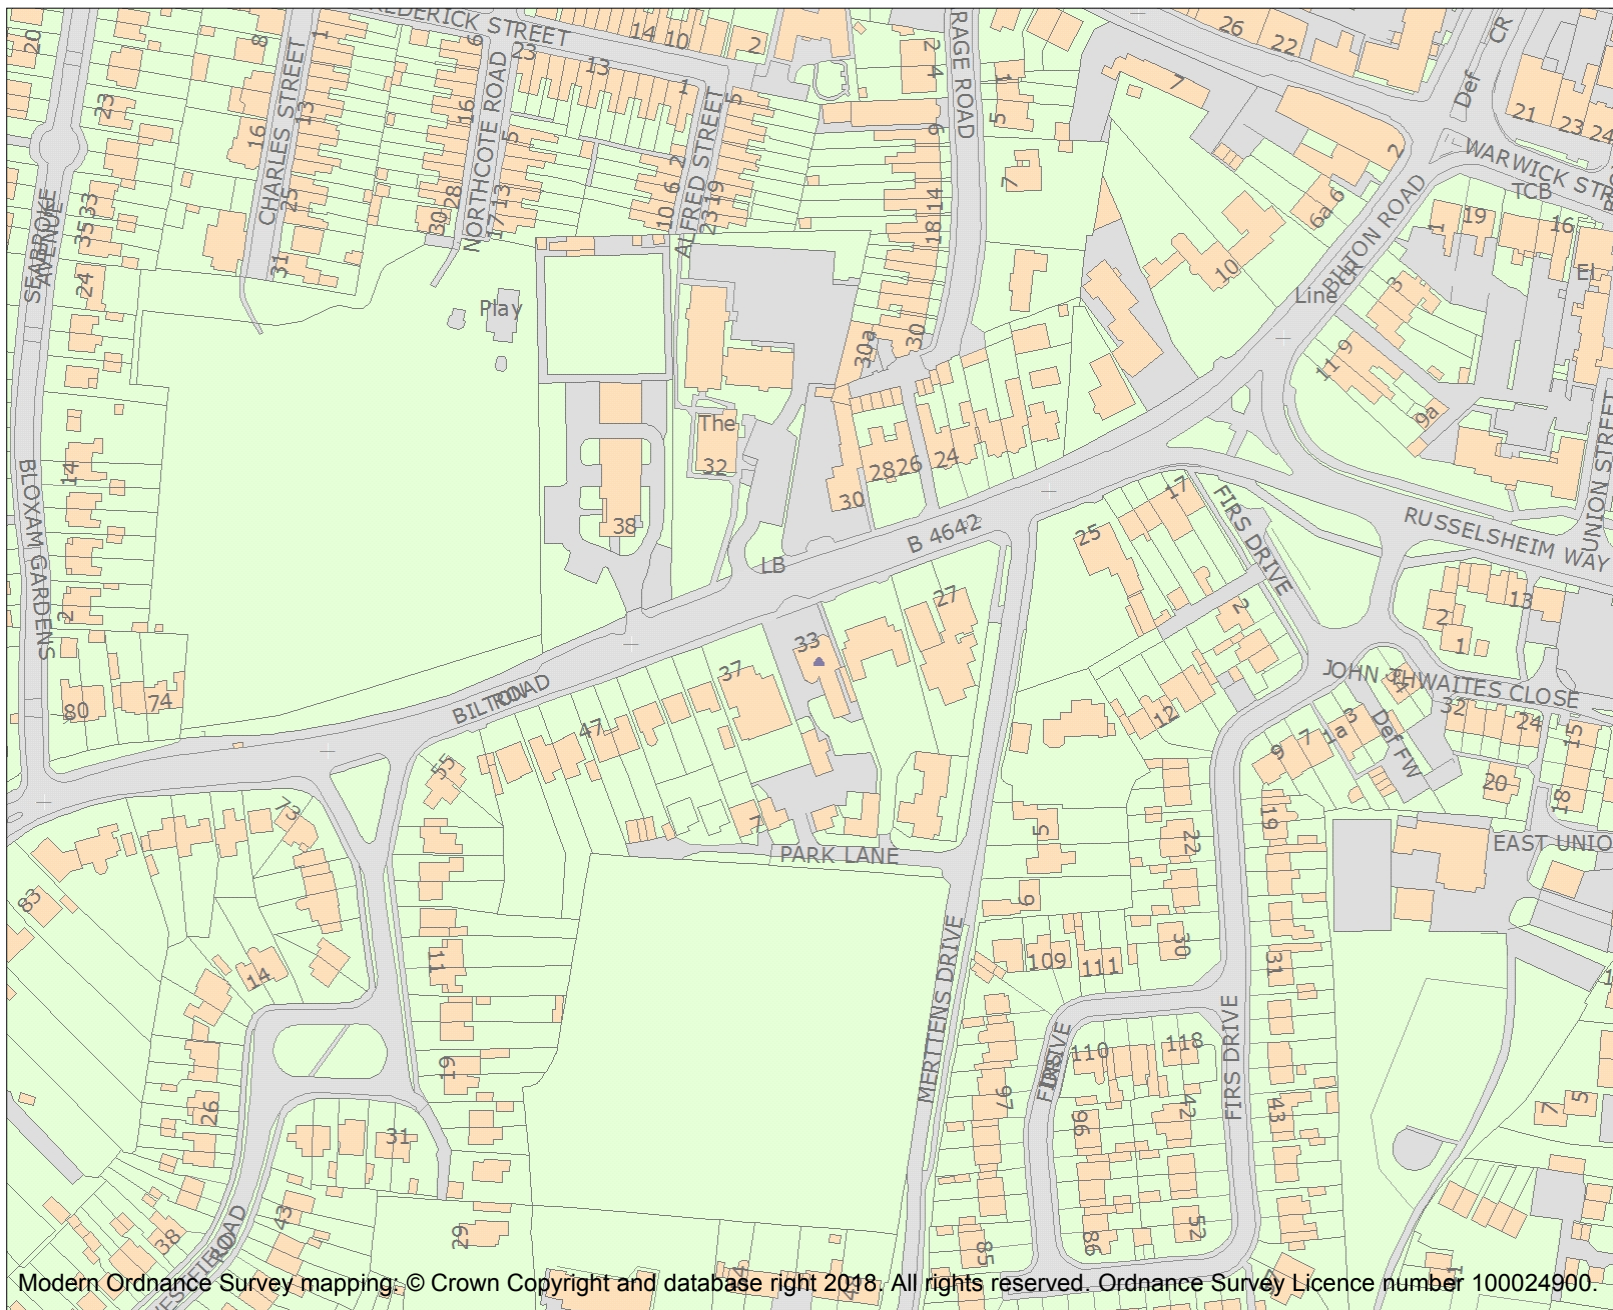 20
8
1
6
FREDERICK STREET
14 10
2
2 4
RAGE ROAD
26
22
CR
Def
23
13
1
23
16
CHARLES STREET
13
16
NORTHCOTE ROAD
5
ALFRED STREET
5
9
5
1
7
2
21
23
24
WARWICK STR
TCB
33
35
25
28
30
17 13
2
10 6
23 19
18 14
7
6a 6
BILTON ROAD
1
19
16
EL
SEABROKE
AVENUE
24
31
Play
30a
30
10
Line
CR
3
11 9
9a
14
The
32
28
26
24
30
38
B 4642
25
17
FIRS DRIVE
RUSSELSHEIM WAY
UNION STREET
BLOXAM GARDENS
2
LB
27
2
13
2
1
80
74
BILTON
ROAD
37
33
47
12
JOHN THWAITES CLOSE
34
32
24
15
Def FW
9 7
1a
3
20
18
55
73
7
PARK LANE
5
22
19
EAST UNIO
83
9
14
11
MERTTENS DRIVE
109
111
30
31
19
FIRS DRIVE
110
118
FIRS DRIVE
26
31
97
96
42
43
7 5
43
38
ROAD
29
85
86
52
Modern Ordnance Survey mapping: © Crown Copyright and database right 2018. All rights reserved. Ordnance Survey Licence number 100024900.